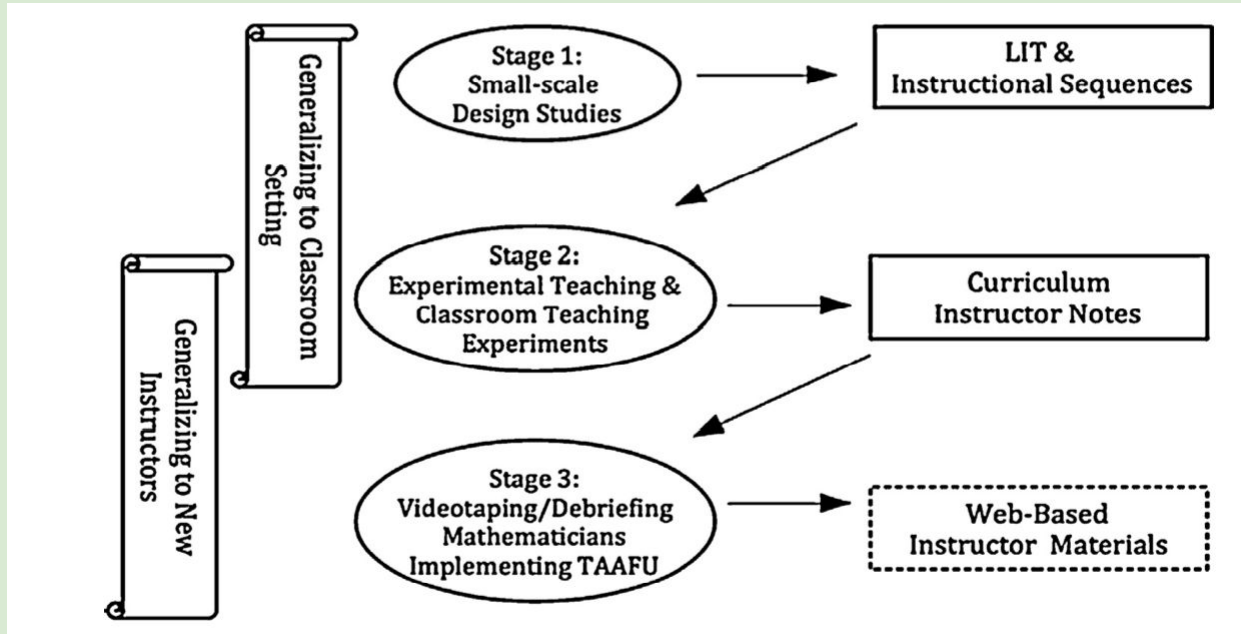 Generalizing to Classroom
Setting
Generalizing to New
Instructors
Stage 1:
Small-scale
Design Studies
LIT &
Instructional Sequences
Stage 2:
Experimental Teaching &
Classroom Teaching
Experiments
Curriculum
Instructor Notes
Stage 3:
Videotaping/Debriefing
Mathematicians
Implementing TAAFU
Web-Based
Instructor Materials